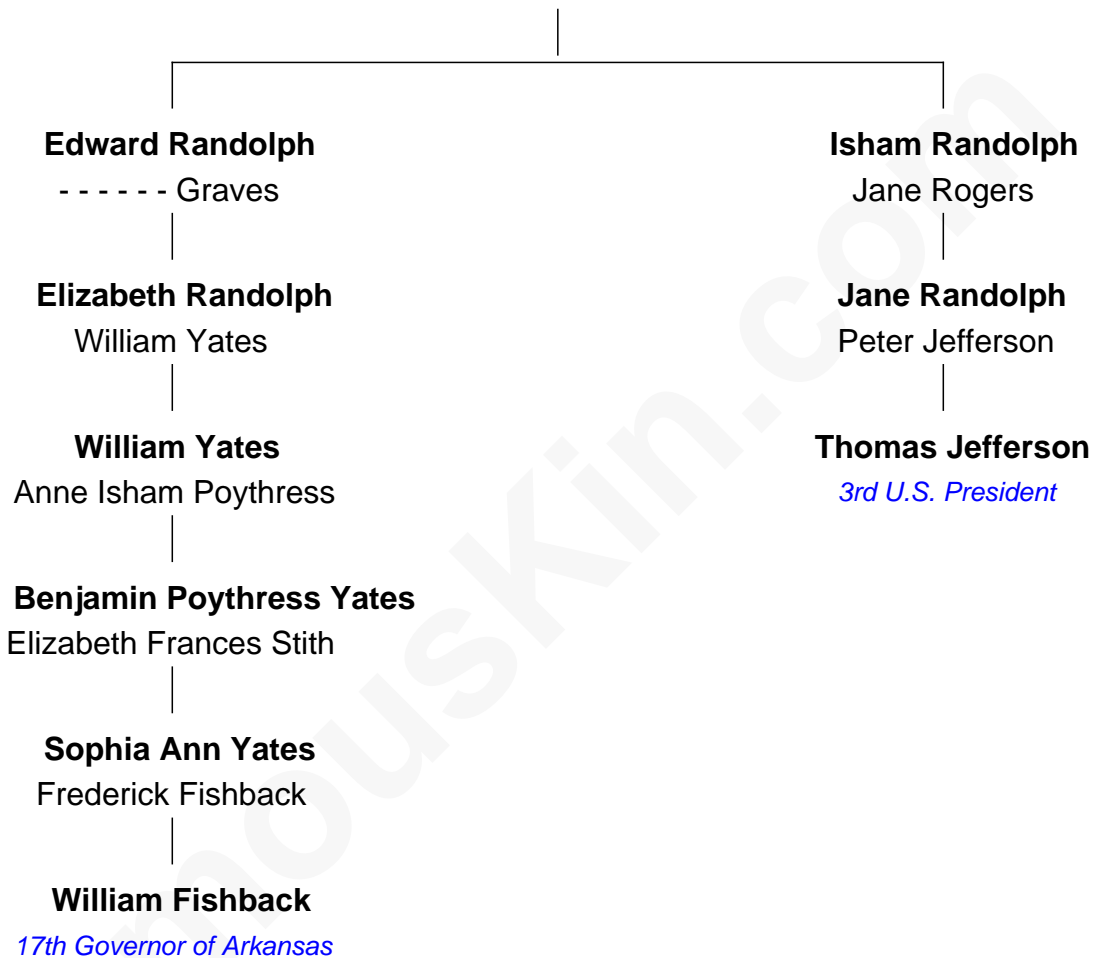 Edward Randolph
- - - - - - Graves
Isham Randolph
Jane Rogers
Elizabeth Randolph
William Yates
Jane Randolph
Peter Jefferson
William Yates
Anne Isham Poythress
Thomas Jefferson
3rd U.S. President
Benjamin Poythress Yates
Elizabeth Frances Stith
Sophia Ann Yates
Frederick Fishback
William Fishback
17th Governor of Arkansas
mousKin.com